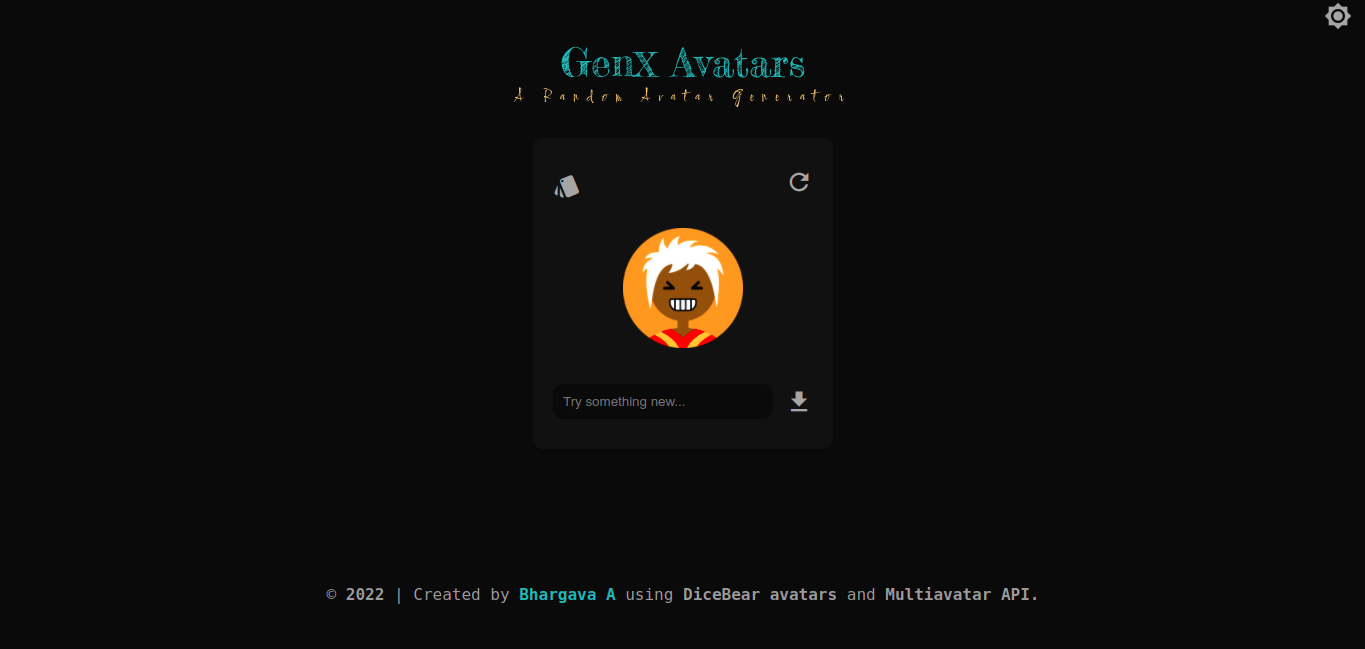 GenX Avatars
A Random Avatar Generator
Try something new...
© 2022 | Created by Bhargava A using DiceBear avatars and Multiavatar API.